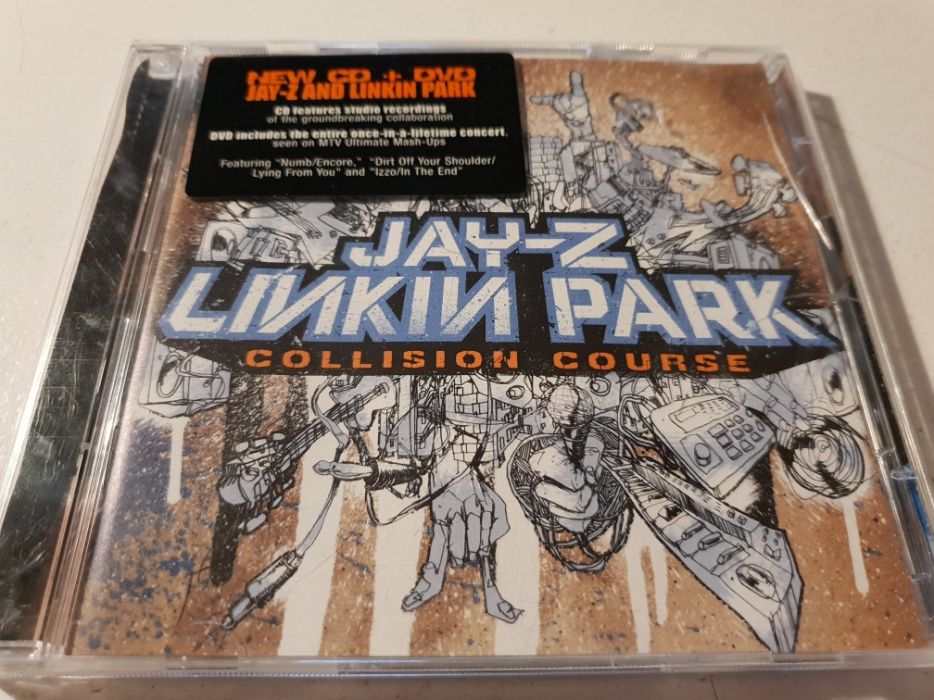 NEW CD + DVD
JAY-Z AND LINKIN PARK
CD features studio recordings
of the groundbreaking collaboration
DVD includes the entire once-in-a-lifetime concert,
seen on MTV Ultimate Mash-Ups
Featuring "Numb/Encore," "Dirt Off Your Shoulder/
Lying From You" and "Izzo/In The End"
JAY-Z
LINKIN PARK
COLLISION COURSE